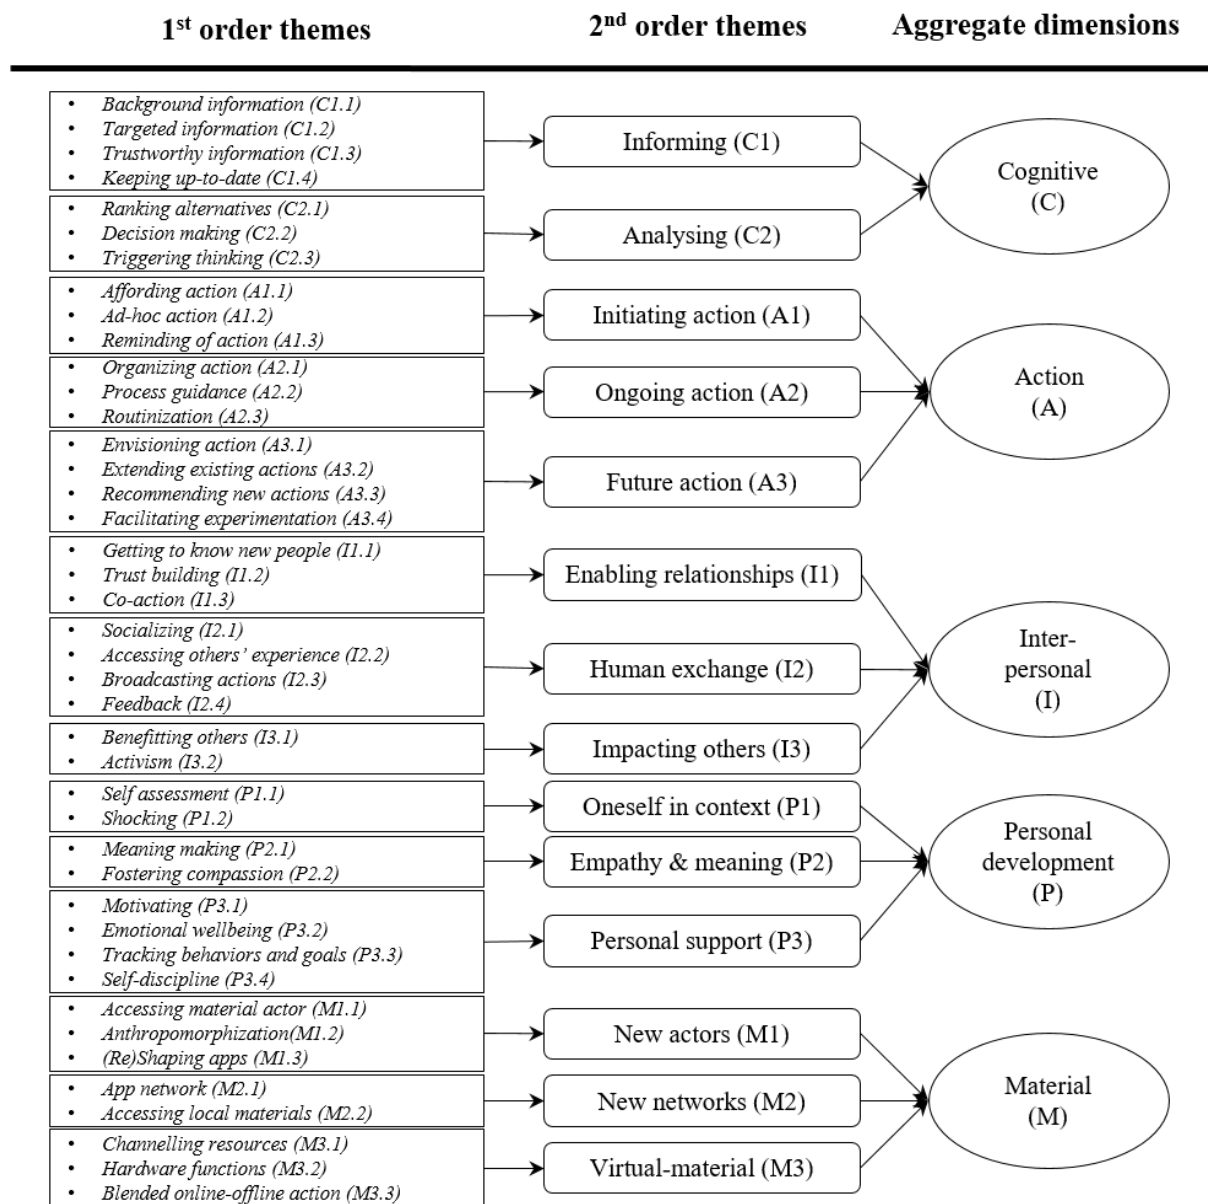 1st order themes
2nd order themes
Aggregate dimensions
• Background information (C1.1)
• Targeted information (C1.2)
• Trustworthy information (C1.3)
• Keeping up-to-date (C1.4)
Informing (C1)
• Ranking alternatives (C2.1)
• Decision making (C2.2)
• Triggering thinking (C2.3)
Analysing (C2)
Cognitive
(C)
• Affording action (A1.1)
• Ad-hoc action (A1.2)
• Reminding of action (A1.3)
Initiating action (A1)
• Organizing action (A2.1)
• Process guidance (A2.2)
• Routinization (A2.3)
Ongoing action (A2)
• Envisioning action (A3.1)
• Extending existing actions (A3.2)
• Recommending new actions (A3.3)
• Facilitating experimentation (A3.4)
Future action (A3)
Action
(A)
• Getting to know new people (I1.1)
• Trust building (I1.2)
• Co-action (I1.3)
Enabling relationships (I1)
• Socializing (I2.1)
• Accessing others’ experience (I2.2)
• Broadcasting actions (I2.3)
• Feedback (I2.4)
Human exchange (I2)
• Benefitting others (I3.1)
• Activism (I3.2)
Impacting others (I3)
Inter-
personal
(I)
• Self assessment (P1.1)
• Shocking (P1.2)
Oneself in context (P1)
• Meaning making (P2.1)
• Fostering compassion (P2.2)
Empathy & meaning (P2)
• Motivating (P3.1)
• Emotional wellbeing (P3.2)
• Tracking behaviors and goals (P3.3)
• Self-discipline (P3.4)
Personal support (P3)
Personal
development
(P)
• Accessing material actor (M1.1)
• Anthropomorphization(M1.2)
• (Re)Shaping apps (M1.3)
New actors (M1)
• App network (M2.1)
• Accessing local materials (M2.2)
New networks (M2)
• Channelling resources (M3.1)
• Hardware functions (M3.2)
• Blended online-offline action (M3.3)
Virtual-material (M3)
Material
(M)